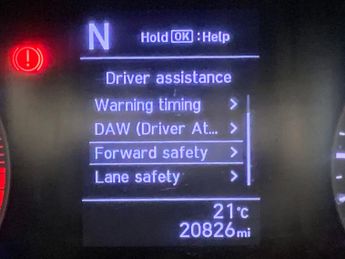 N Hold OK :Help
Driver assistance
Warning timing >
DAW (Driver At... >
Forward safety >
Lane safety >
21°C
20826mi